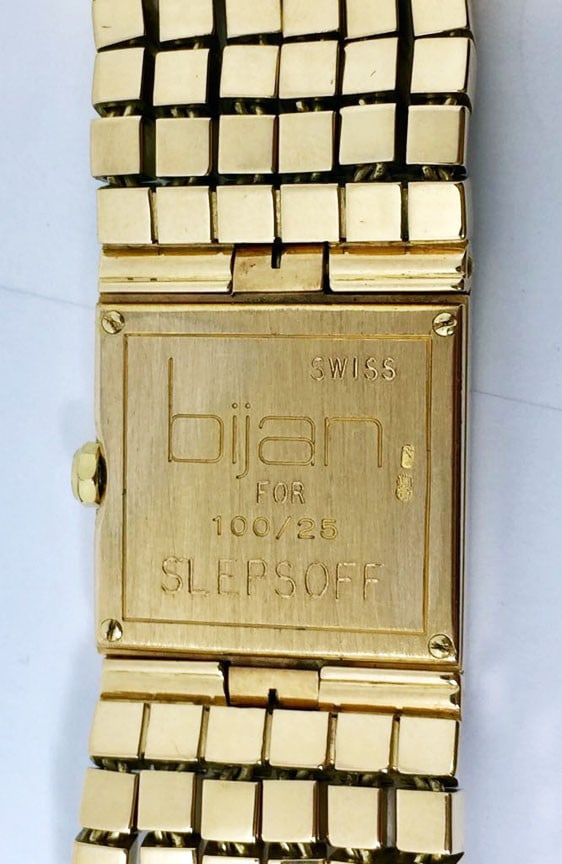 SWISS
bijan
FOR
100/25
SLEPSOFF